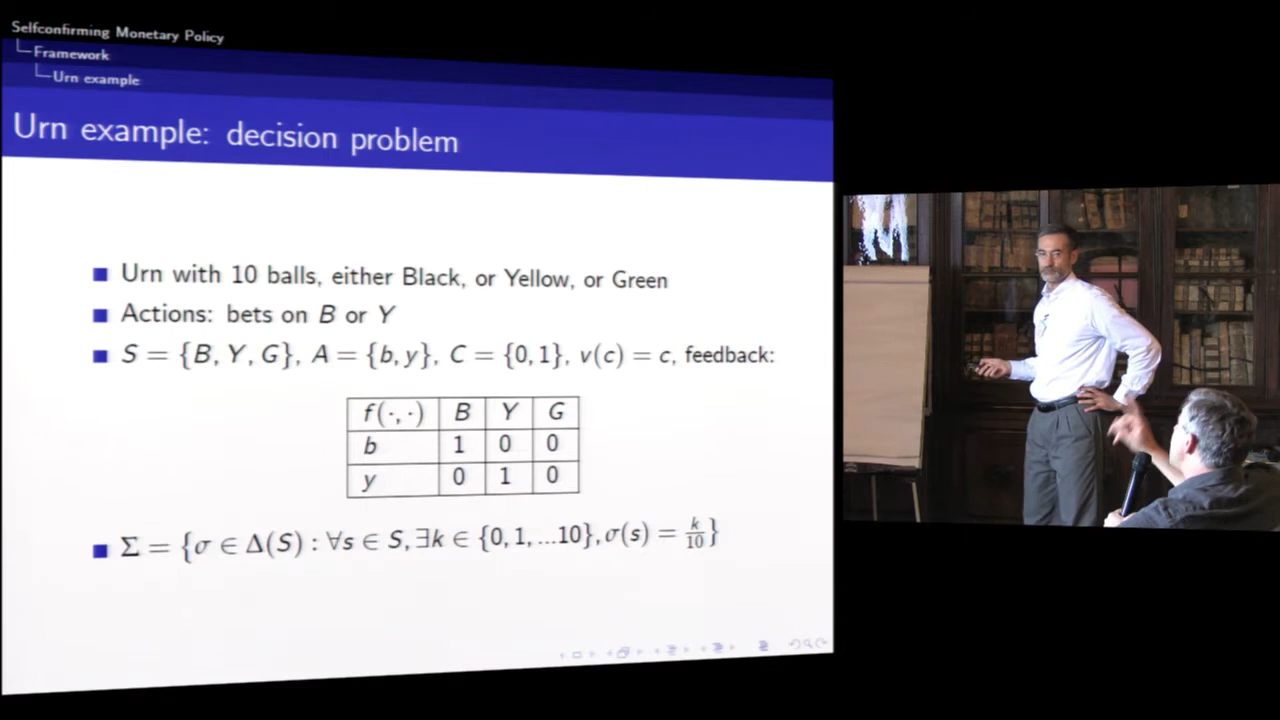 Selfconfirming Monetary Policy
Framework
Urn example
Urn example: decision problem
Urn with 10 balls, either Black, or Yellow, or Green
Actions: bets on B or Y
S = {B, Y, G}, A = {b, y}, C = {0, 1}, v(c) = c, feedback:
f(·,·) B Y G
b 1 0 0
y 0 1 0
Σ = {σ ∈ Δ(S) : ∀s ∈ S, ∃k ∈ {0, 1, ...10}, σ(s) = k/10}